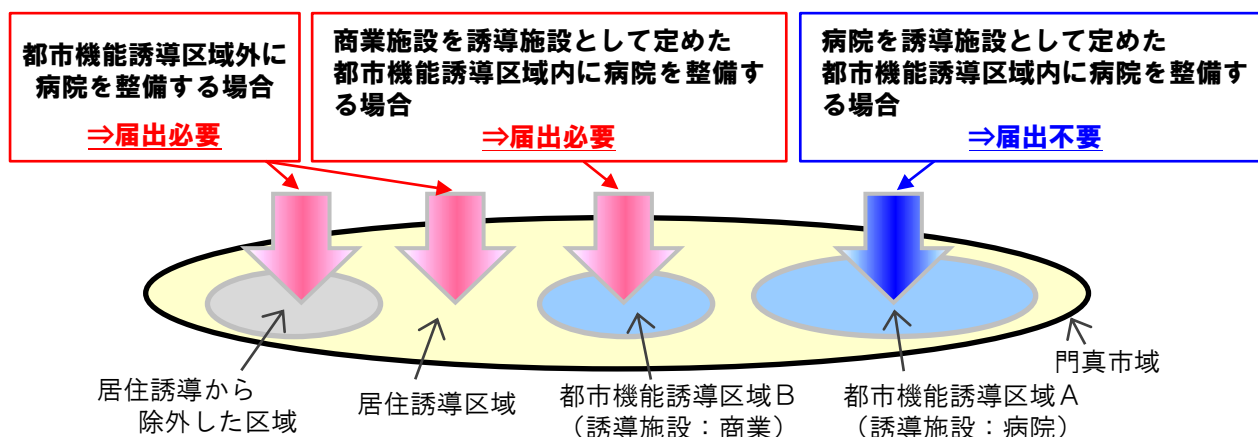 都市機能誘導区域外に
病院を整備する場合
⇒届出必要
商業施設を誘導施設として定めた
都市機能誘導区域内に病院を整備す
る場合
⇒届出必要
病院を誘導施設として定めた
都市機能誘導区域内に病院を整備す
る場合
⇒届出不要
居住誘導から
除外した区域
居住誘導区域
都市機能誘導区域B
（誘導施設：商業）
都市機能誘導区域A
（誘導施設：病院）
門真市域